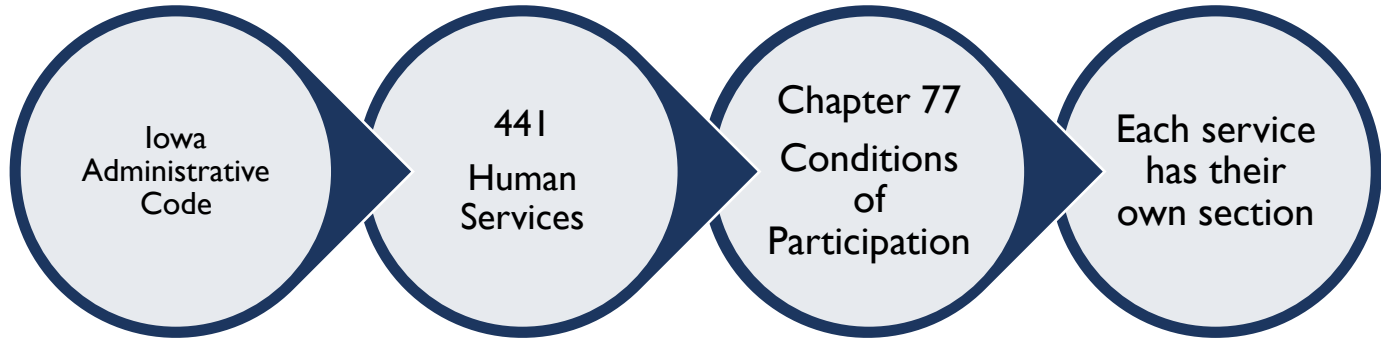 Iowa
Administrative
Code
441
Human
Services
Chapter 77
Conditions
of
Participation
Each service
has their
own section